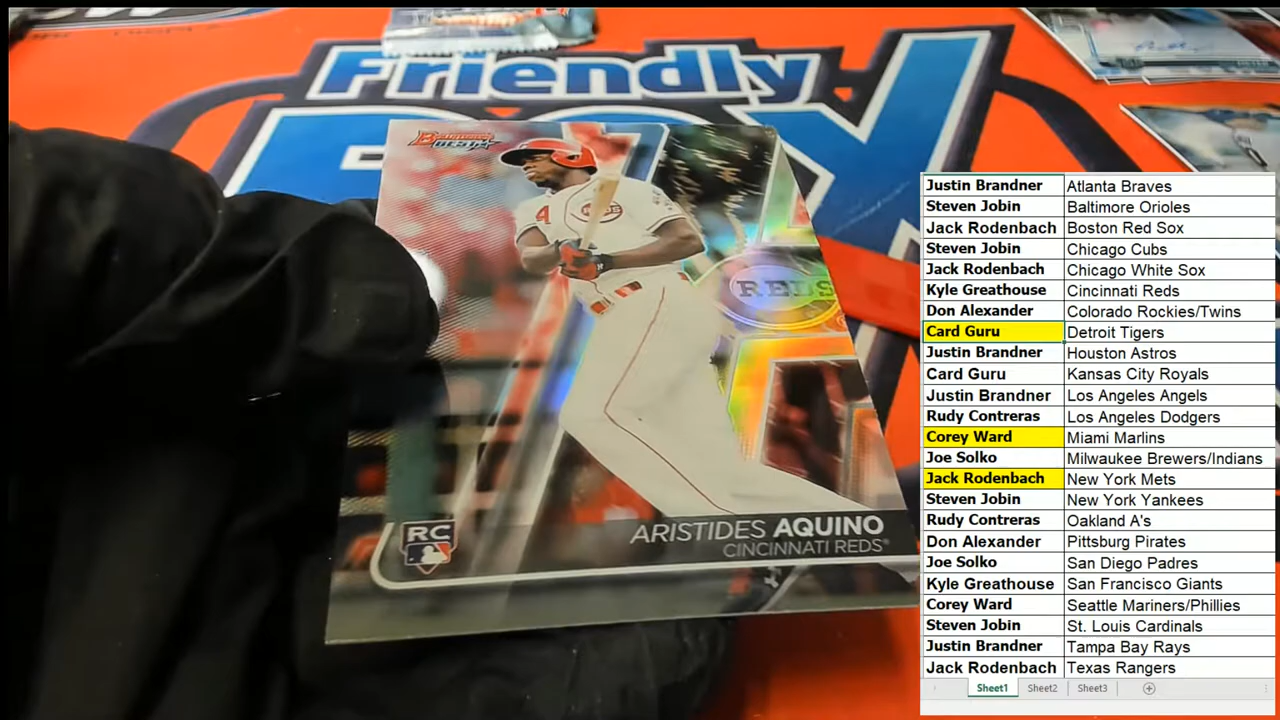 Friendly
BOWMAN'S
BEST
4
REDS
REDS
RC
ARISTIDES AQUINO
CINCINNATI REDS®
Justin Brandner Atlanta Braves
Steven Jobin Baltimore Orioles
Jack Rodenbach Boston Red Sox
Steven Jobin Chicago Cubs
Jack Rodenbach Chicago White Sox
Kyle Greathouse Cincinnati Reds
Don Alexander Colorado Rockies/Twins
Card Guru Detroit Tigers
Justin Brandner Houston Astros
Card Guru Kansas City Royals
Justin Brandner Los Angeles Angels
Rudy Contreras Los Angeles Dodgers
Corey Ward Miami Marlins
Joe Solko Milwaukee Brewers/Indians
Jack Rodenbach New York Mets
Steven Jobin New York Yankees
Rudy Contreras Oakland A's
Don Alexander Pittsburg Pirates
Joe Solko San Diego Padres
Kyle Greathouse San Francisco Giants
Corey Ward Seattle Mariners/Phillies
Steven Jobin St. Louis Cardinals
Justin Brandner Tampa Bay Rays
Jack Rodenbach Texas Rangers
Sheet1 Sheet2 Sheet3